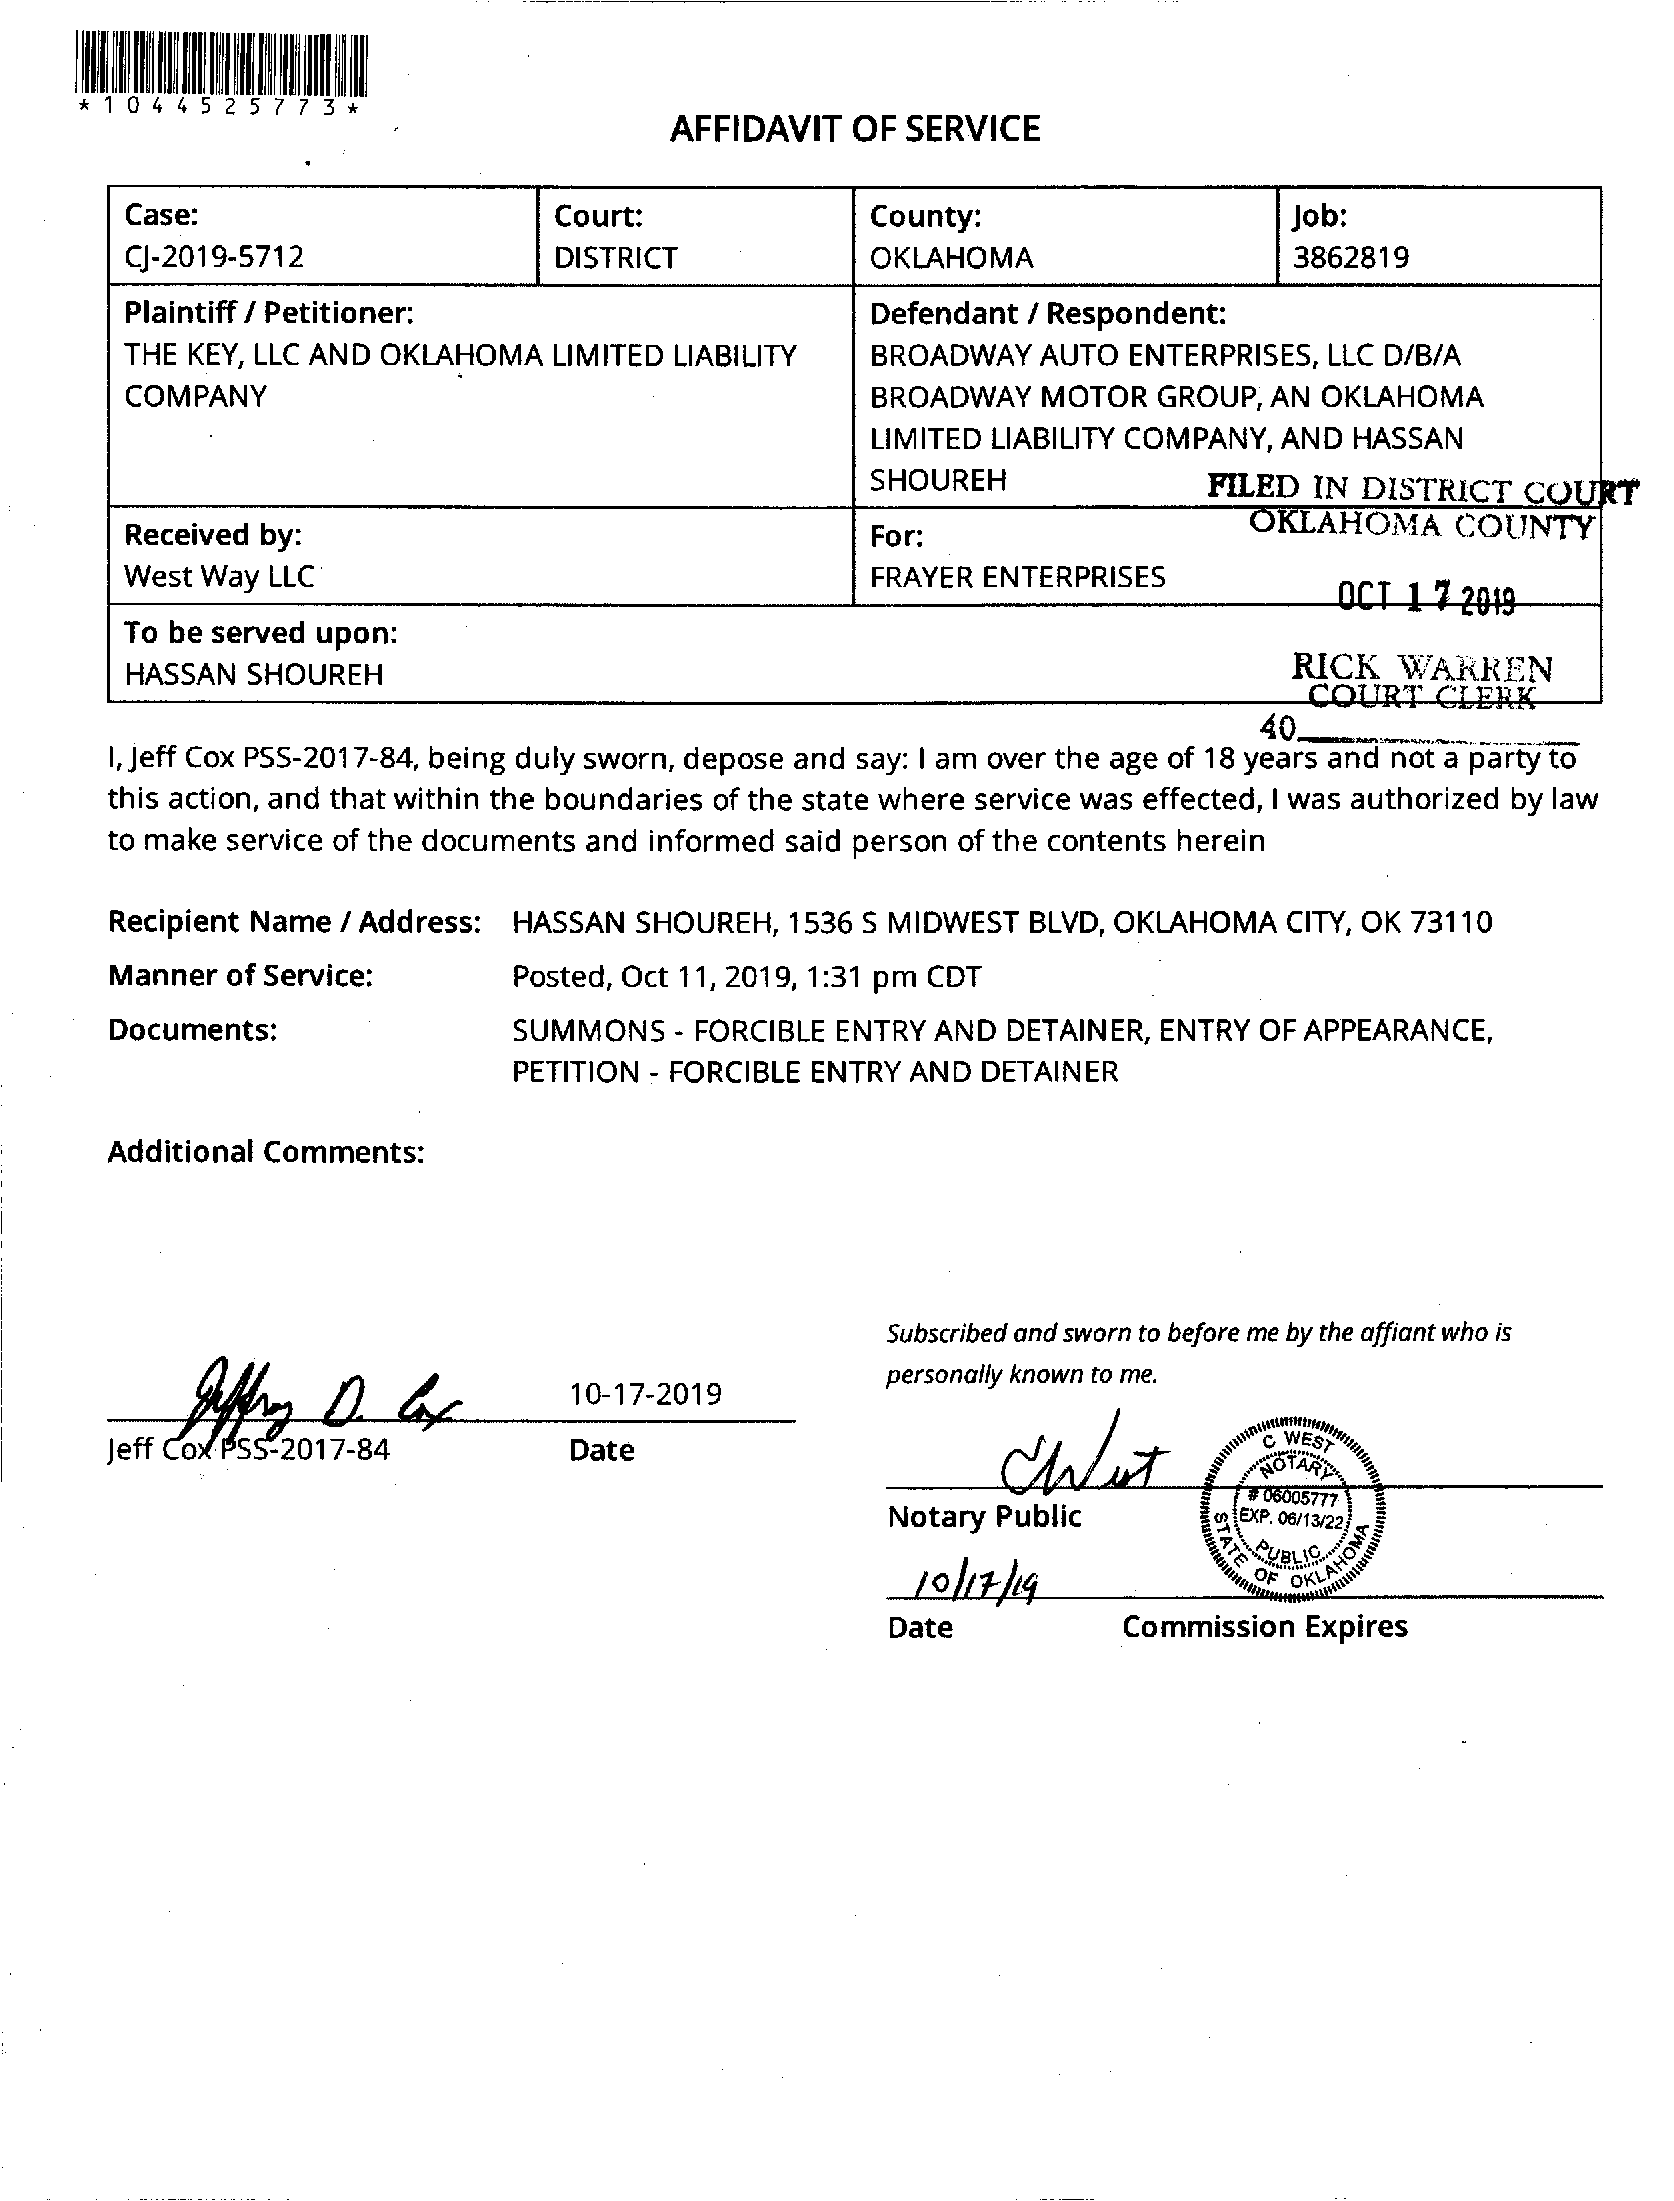 *1044525773*
AFFIDAVIT OF SERVICE
Case:
CJ-2019-5712
Court:
DISTRICT
County:
OKLAHOMA
Job:
3862819
Plaintiff / Petitioner:
THE KEY, LLC AND OKLAHOMA LIMITED LIABILITY
COMPANY
Defendant / Respondent:
BROADWAY AUTO ENTERPRISES, LLC D/B/A
BROADWAY MOTOR GROUP, AN OKLAHOMA
LIMITED LIABILITY COMPANY, AND HASSAN
SHOUREH
FILED IN DISTRICT COURT
OKLAHOMA COUNTY
Received by:
West Way LLC
For:
FRAYER ENTERPRISES
OCT 17 2019
To be served upon:
HASSAN SHOUREH
RICK WARREN
COURT CLERK
40
I, Jeff Cox PSS-2017-84, being duly sworn, depose and say: I am over the age of 18 years and not a party to
this action, and that within the boundaries of the state where service was effected, I was authorized by law
to make service of the documents and informed said person of the contents herein
Recipient Name / Address: HASSAN SHOUREH, 1536 S MIDWEST BLVD, OKLAHOMA CITY, OK 73110
Manner of Service: Posted, Oct 11, 2019, 1:31 pm CDT
Documents: SUMMONS - FORCIBLE ENTRY AND DETAINER, ENTRY OF APPEARANCE,
PETITION - FORCIBLE ENTRY AND DETAINER
Additional Comments:
Subscribed and sworn to before me by the affiant who is
personally known to me.
Jeffrey D. Cox
10-17-2019
Jeff Cox PSS-2017-84
Date
CWest
Notary Public
C WEST
NOTARY
# 06005777
EXP. 06/13/22
PUBLIC
STATE OF OKLAHOMA
10/17/19
Date
Commission Expires